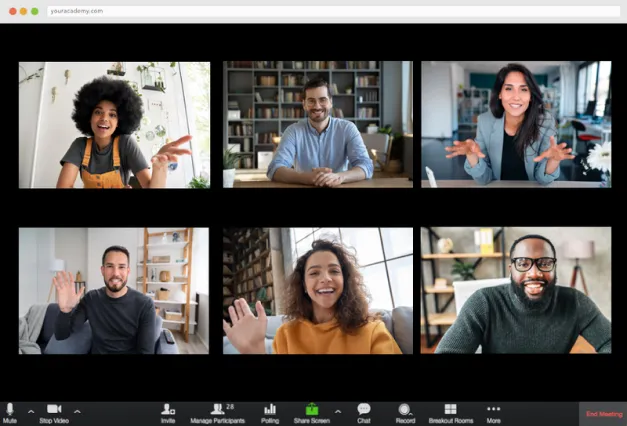 youracademy.com
28
Mute
Stop Video
Invite
Manage Participants
Polling
Share Screen
Chat
Record
Breakout Rooms
More
End Meeting